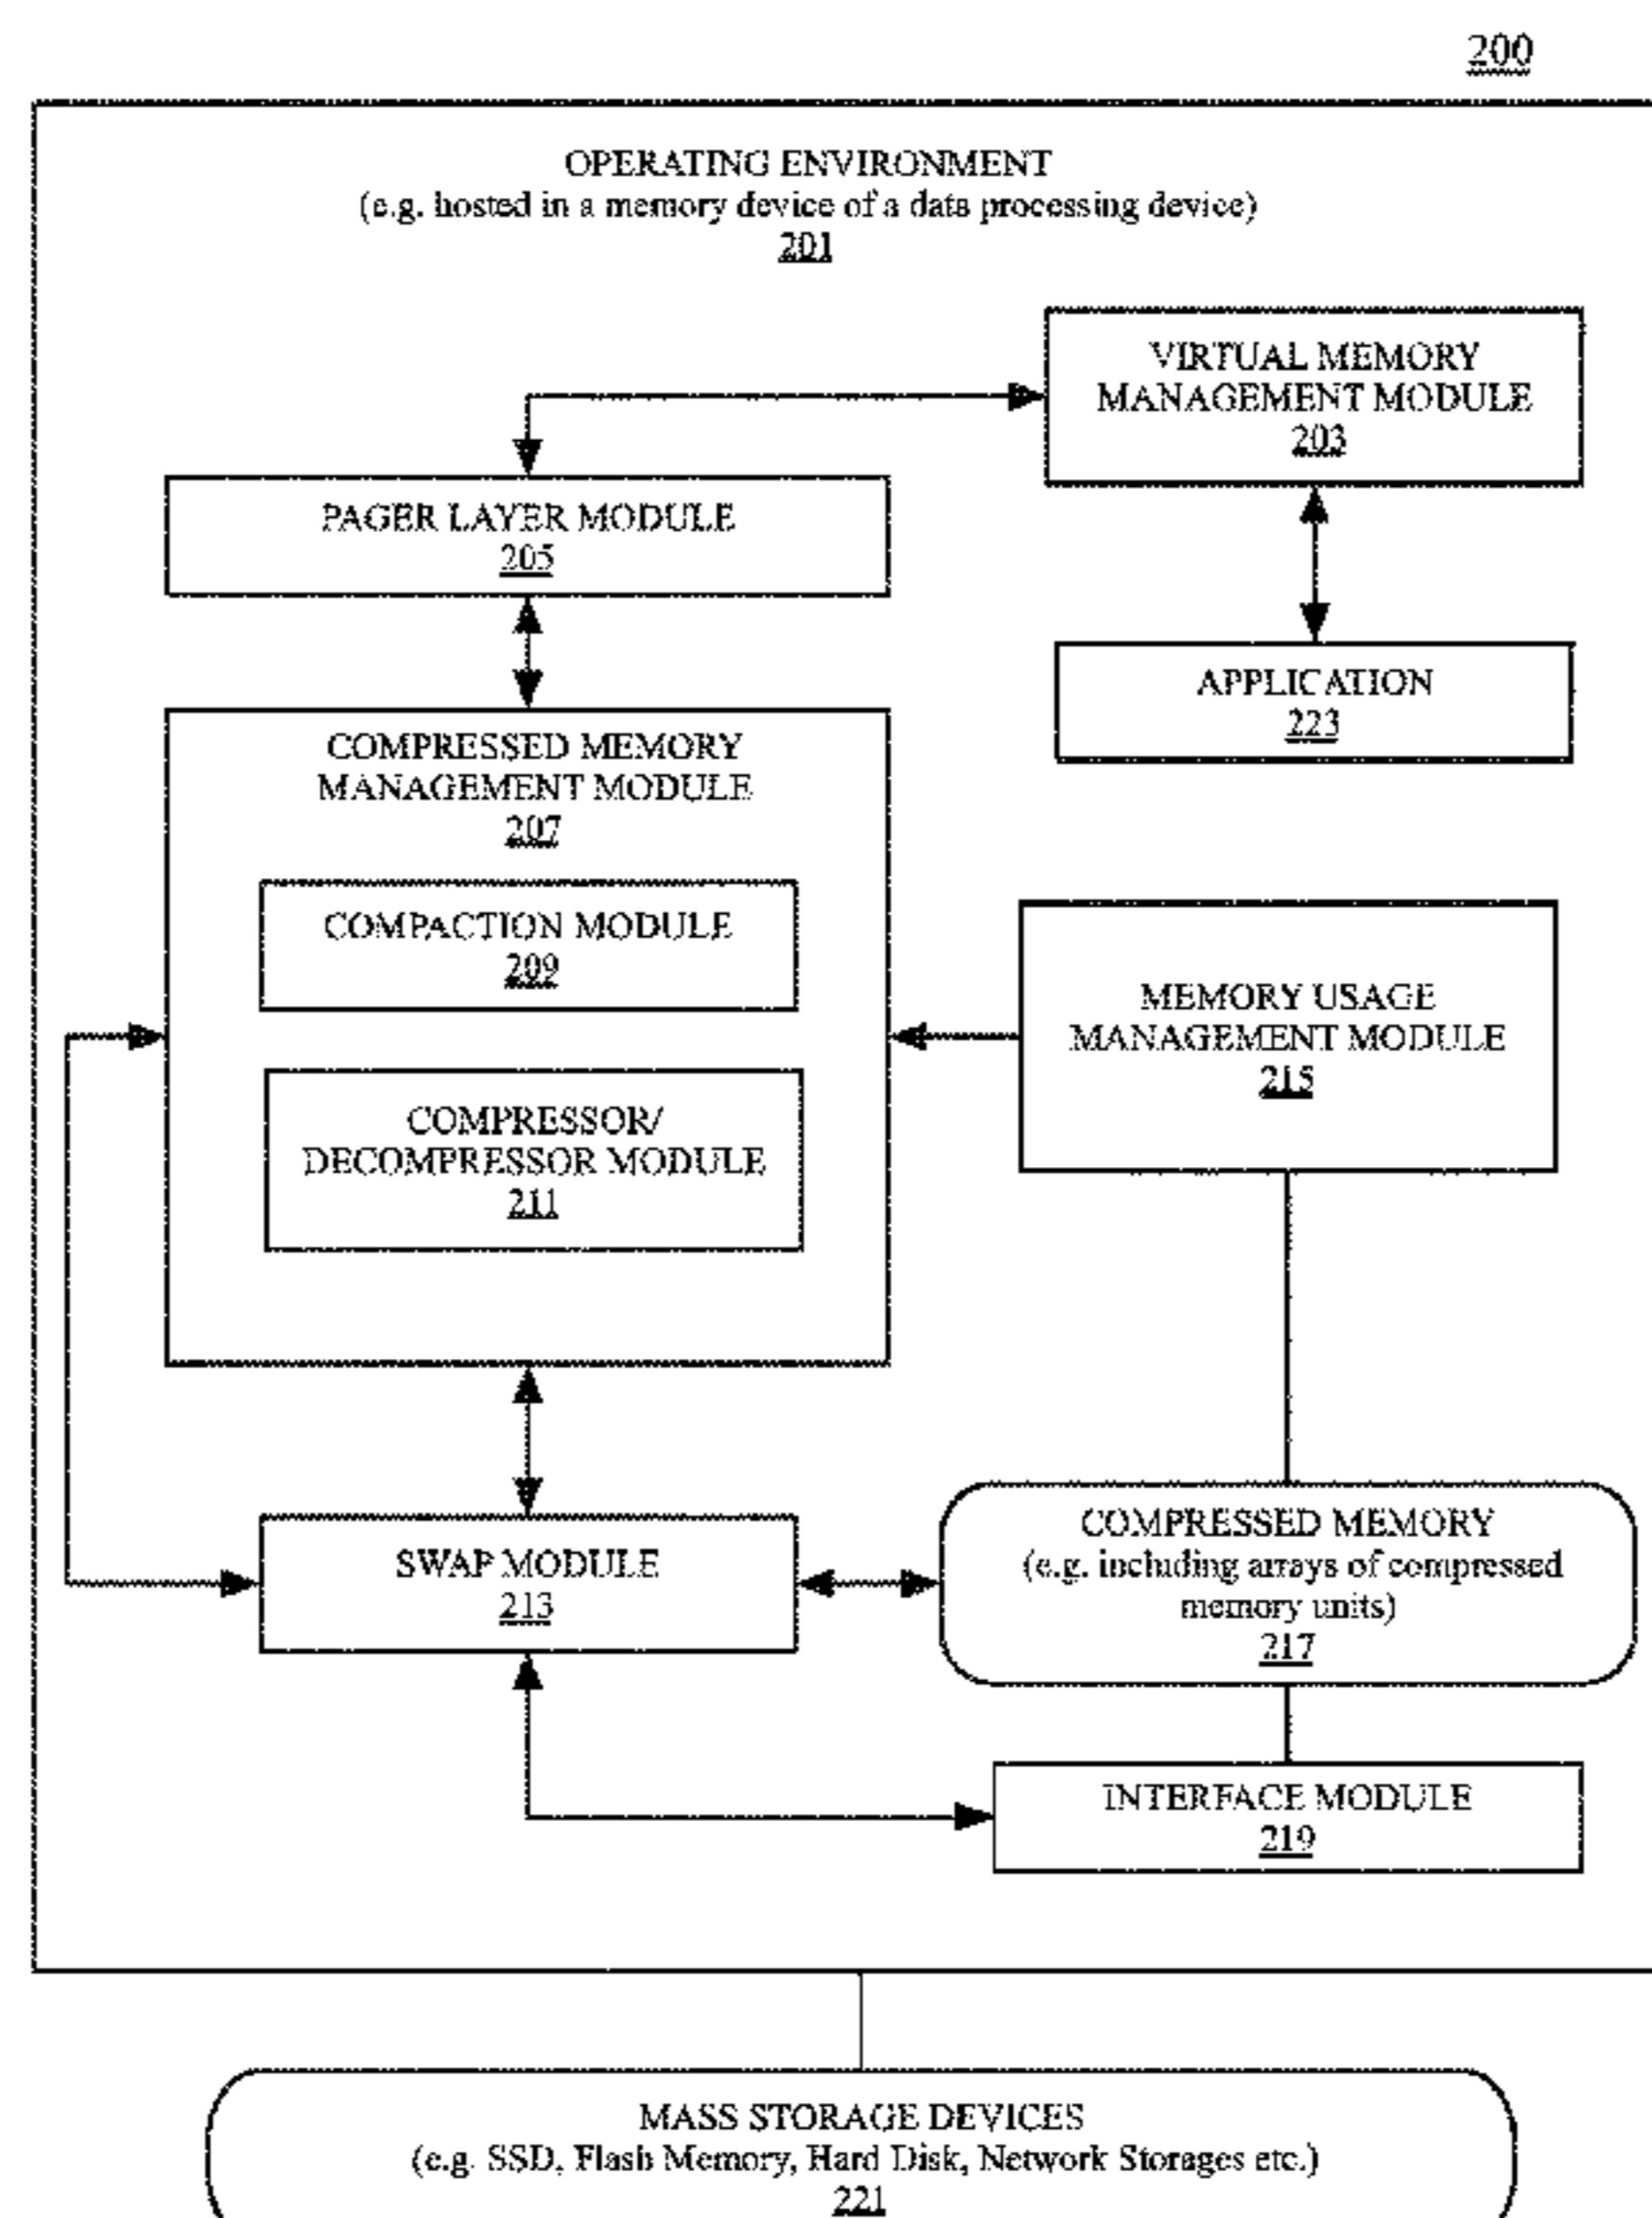 200
OPERATING ENVIRONMENT
(e.g. hosted in a memory device of a data processing device)
201
VIRTUAL MEMORY
MANAGEMENT MODULE
203
PAGER LAYER MODULE
205
APPLICATION
223
COMPRESSED MEMORY
MANAGEMENT MODULE
207
COMPACTION MODULE
209
MEMORY USAGE
MANAGEMENT MODULE
215
COMPRESSOR/
DECOMPRESSOR MODULE
211
COMPRESSED MEMORY
(e.g. including arrays of compressed
memory units)
217
SWAP MODULE
213
INTERFACE MODULE
219
MASS STORAGE DEVICES
(e.g. SSD, Flash Memory, Hard Disk, Network Storages etc.)
221